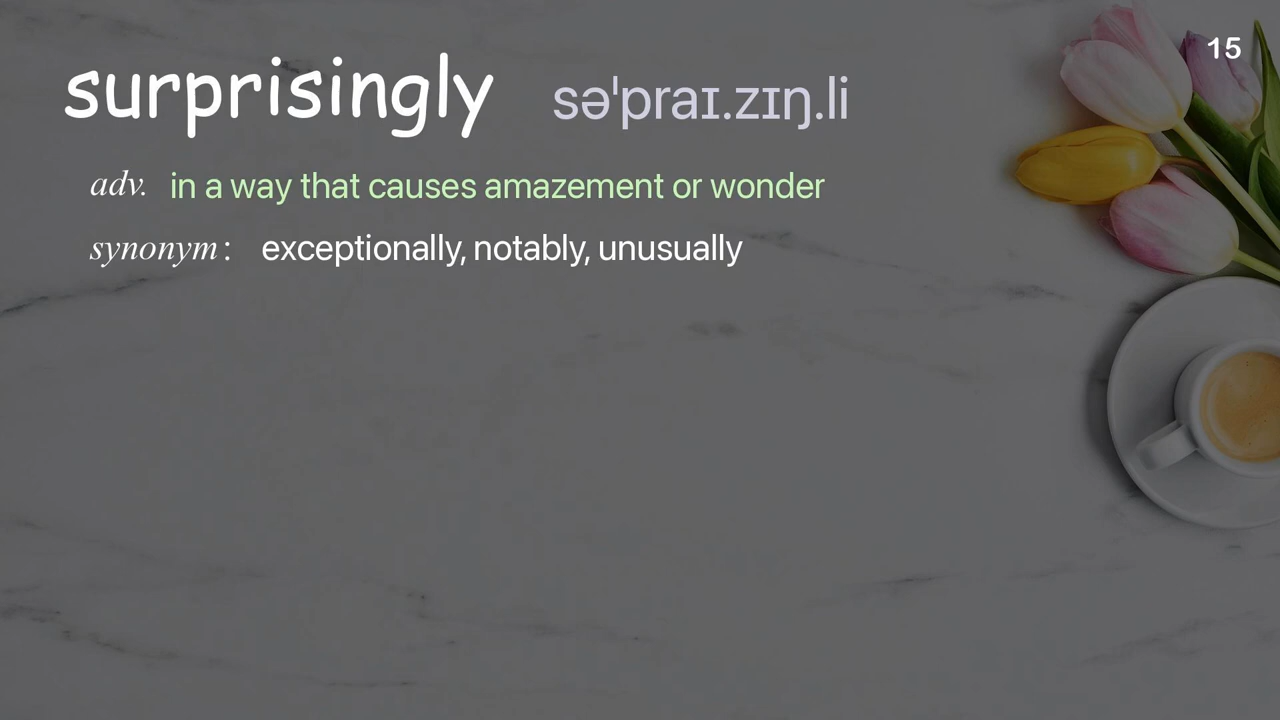 15
surprisingly səˈpraɪ.zɪŋ.li
adv. in a way that causes amazement or wonder
synonym : exceptionally, notably, unusually